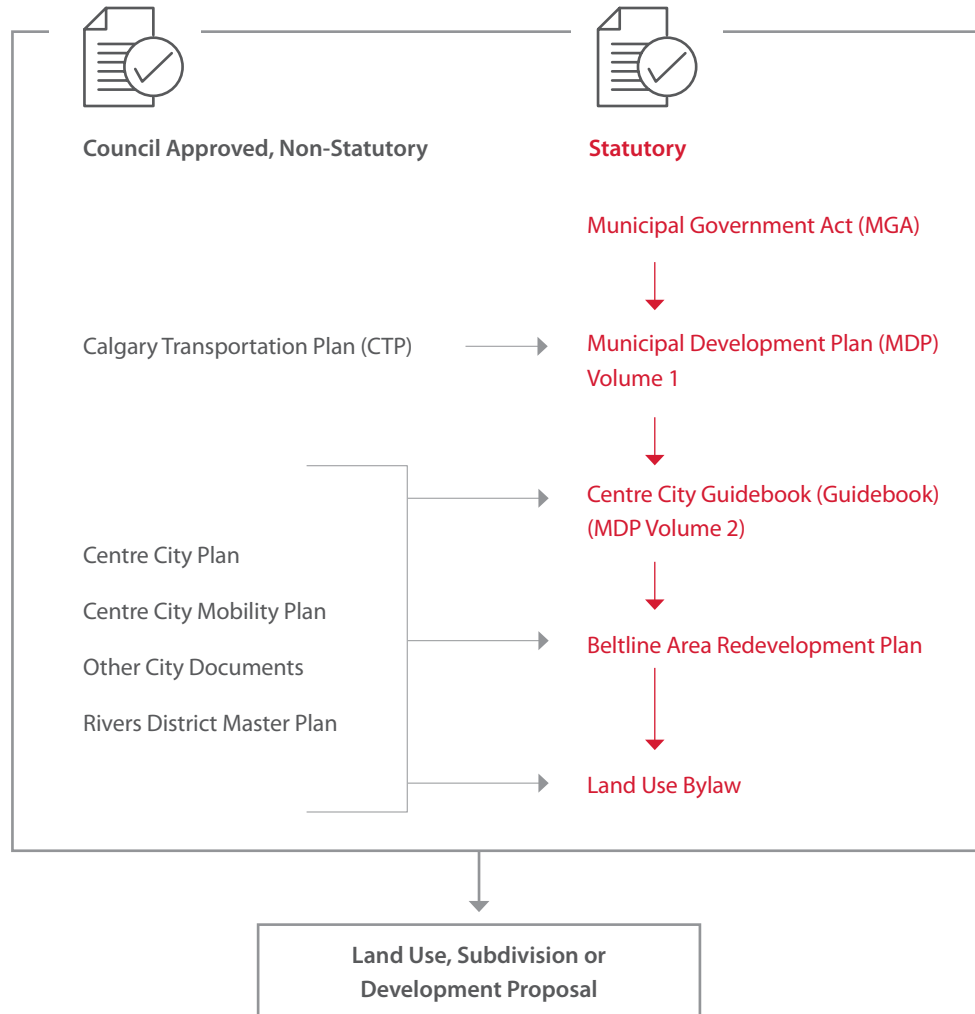 Council Approved, Non-Statutory
Statutory
Municipal Government Act (MGA)
Calgary Transportation Plan (CTP)
Municipal Development Plan (MDP)
Volume 1
Centre City Guidebook (Guidebook)
(MDP Volume 2)
Centre City Plan
Centre City Mobility Plan
Other City Documents
Rivers District Master Plan
Beltline Area Redevelopment Plan
Land Use Bylaw
Land Use, Subdivision or
Development Proposal